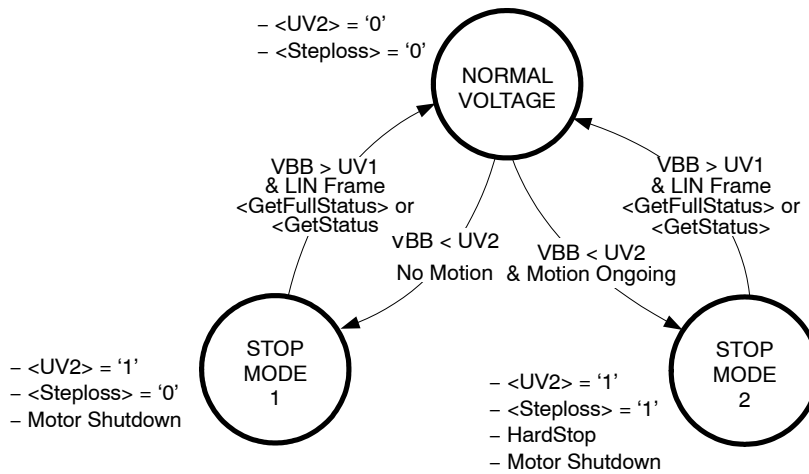 – <UV2> = ‘0’
– <Steploss> = ‘0’
NORMAL
VOLTAGE
VBB > UV1
& LIN Frame
<GetFullStatus> or
<GetStatus
vBB < UV2
No Motion
VBB < UV2
& Motion Ongoing
VBB > UV1
& LIN Frame
<GetFullStatus> or
<GetStatus>
STOP
MODE
1
– <UV2> = ‘1’
– <Steploss> = ‘0’
– Motor Shutdown
STOP
MODE
2
– <UV2> = ‘1’
– <Steploss> = ‘1’
– HardStop
– Motor Shutdown